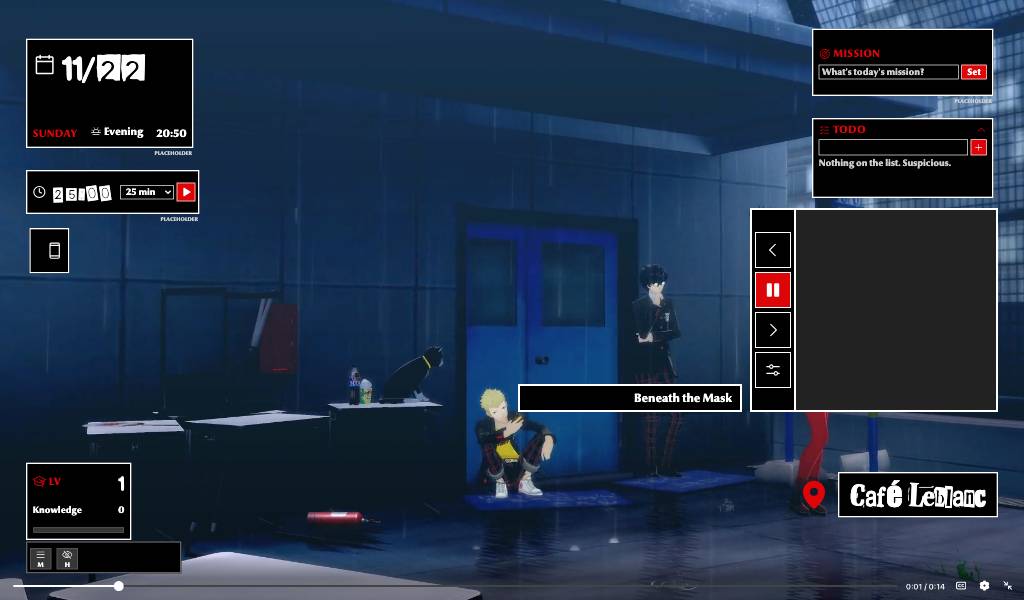 11/22
SUNDAY
Evening
20:50
PLACEHOLDER
25:00
25 min
PLACEHOLDER
MISSION
What's today's mission?
Set
PLACEHOLDER
TODO
+
Nothing on the list. Suspicious.
Beneath the Mask
LV
1
Knowledge
0
M
H
Café Leblanc
0:01 / 0:14
CC